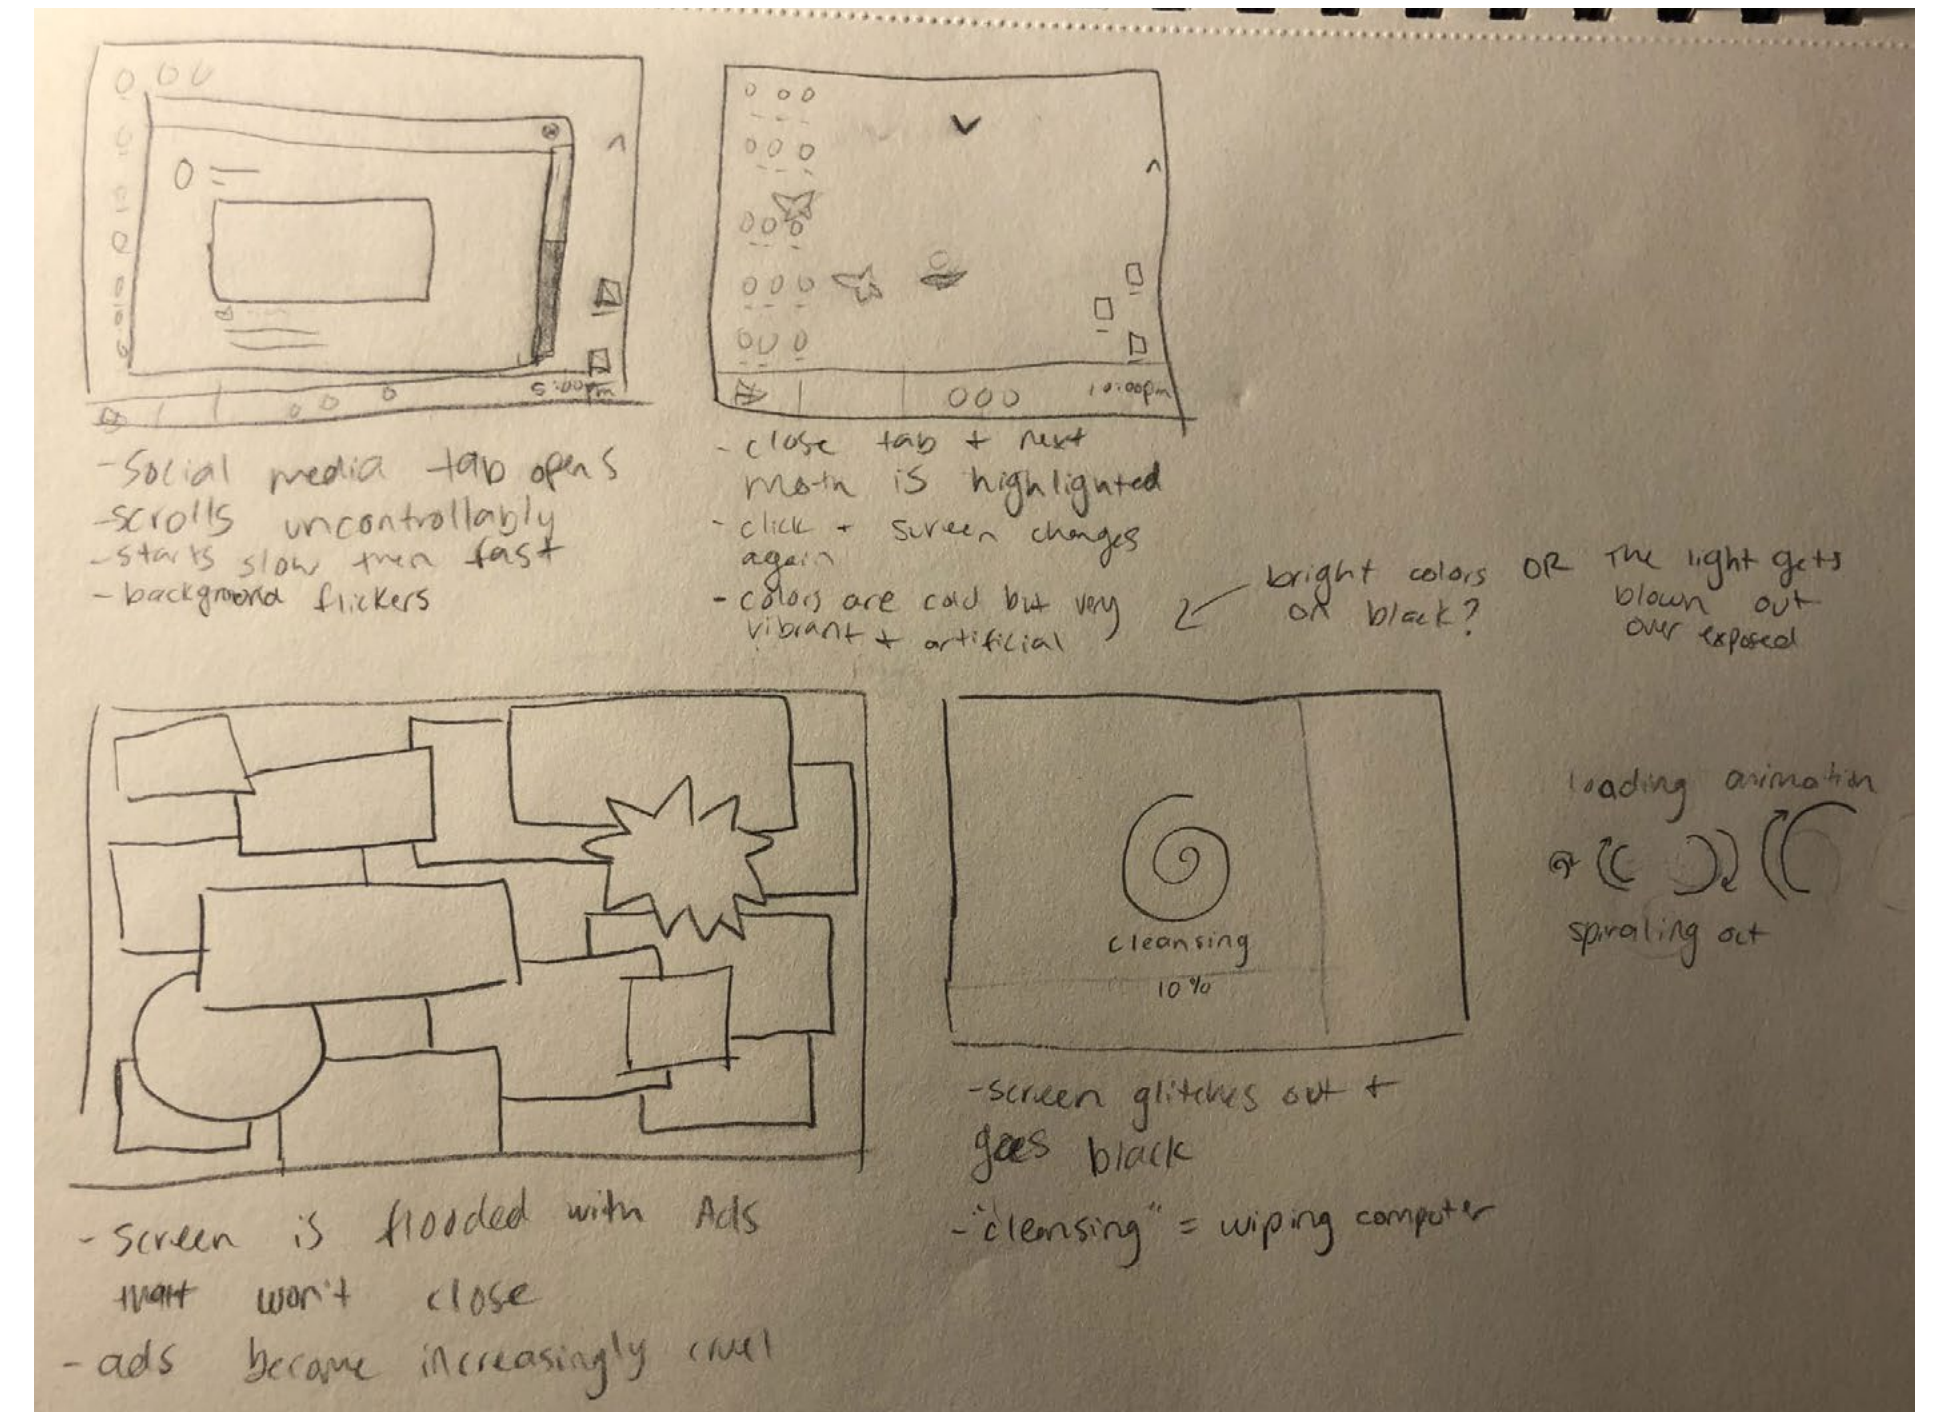 5:00pm
- Social media tab opens
- scrolls uncontrollably
- starts slow then fast
- background flickers
10:00pm
- close tab + next
moth is highlighted
- click + screen changes
again
- colors are cold but very
vibrant + artificial
bright colors OR The light gets
on black? blown out
over exposed
- screen is flooded with Ads
that won't close
- ads become increasingly cruel
cleansing
10%
- screen glitches out +
goes black
- "cleansing" = wiping computer
loading animation
spiraling out